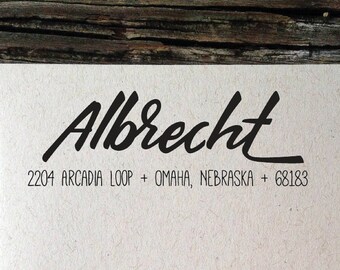 Albrecht
2204 ARCADIA LOOP + OMAHA, NEBRASKA + 68183